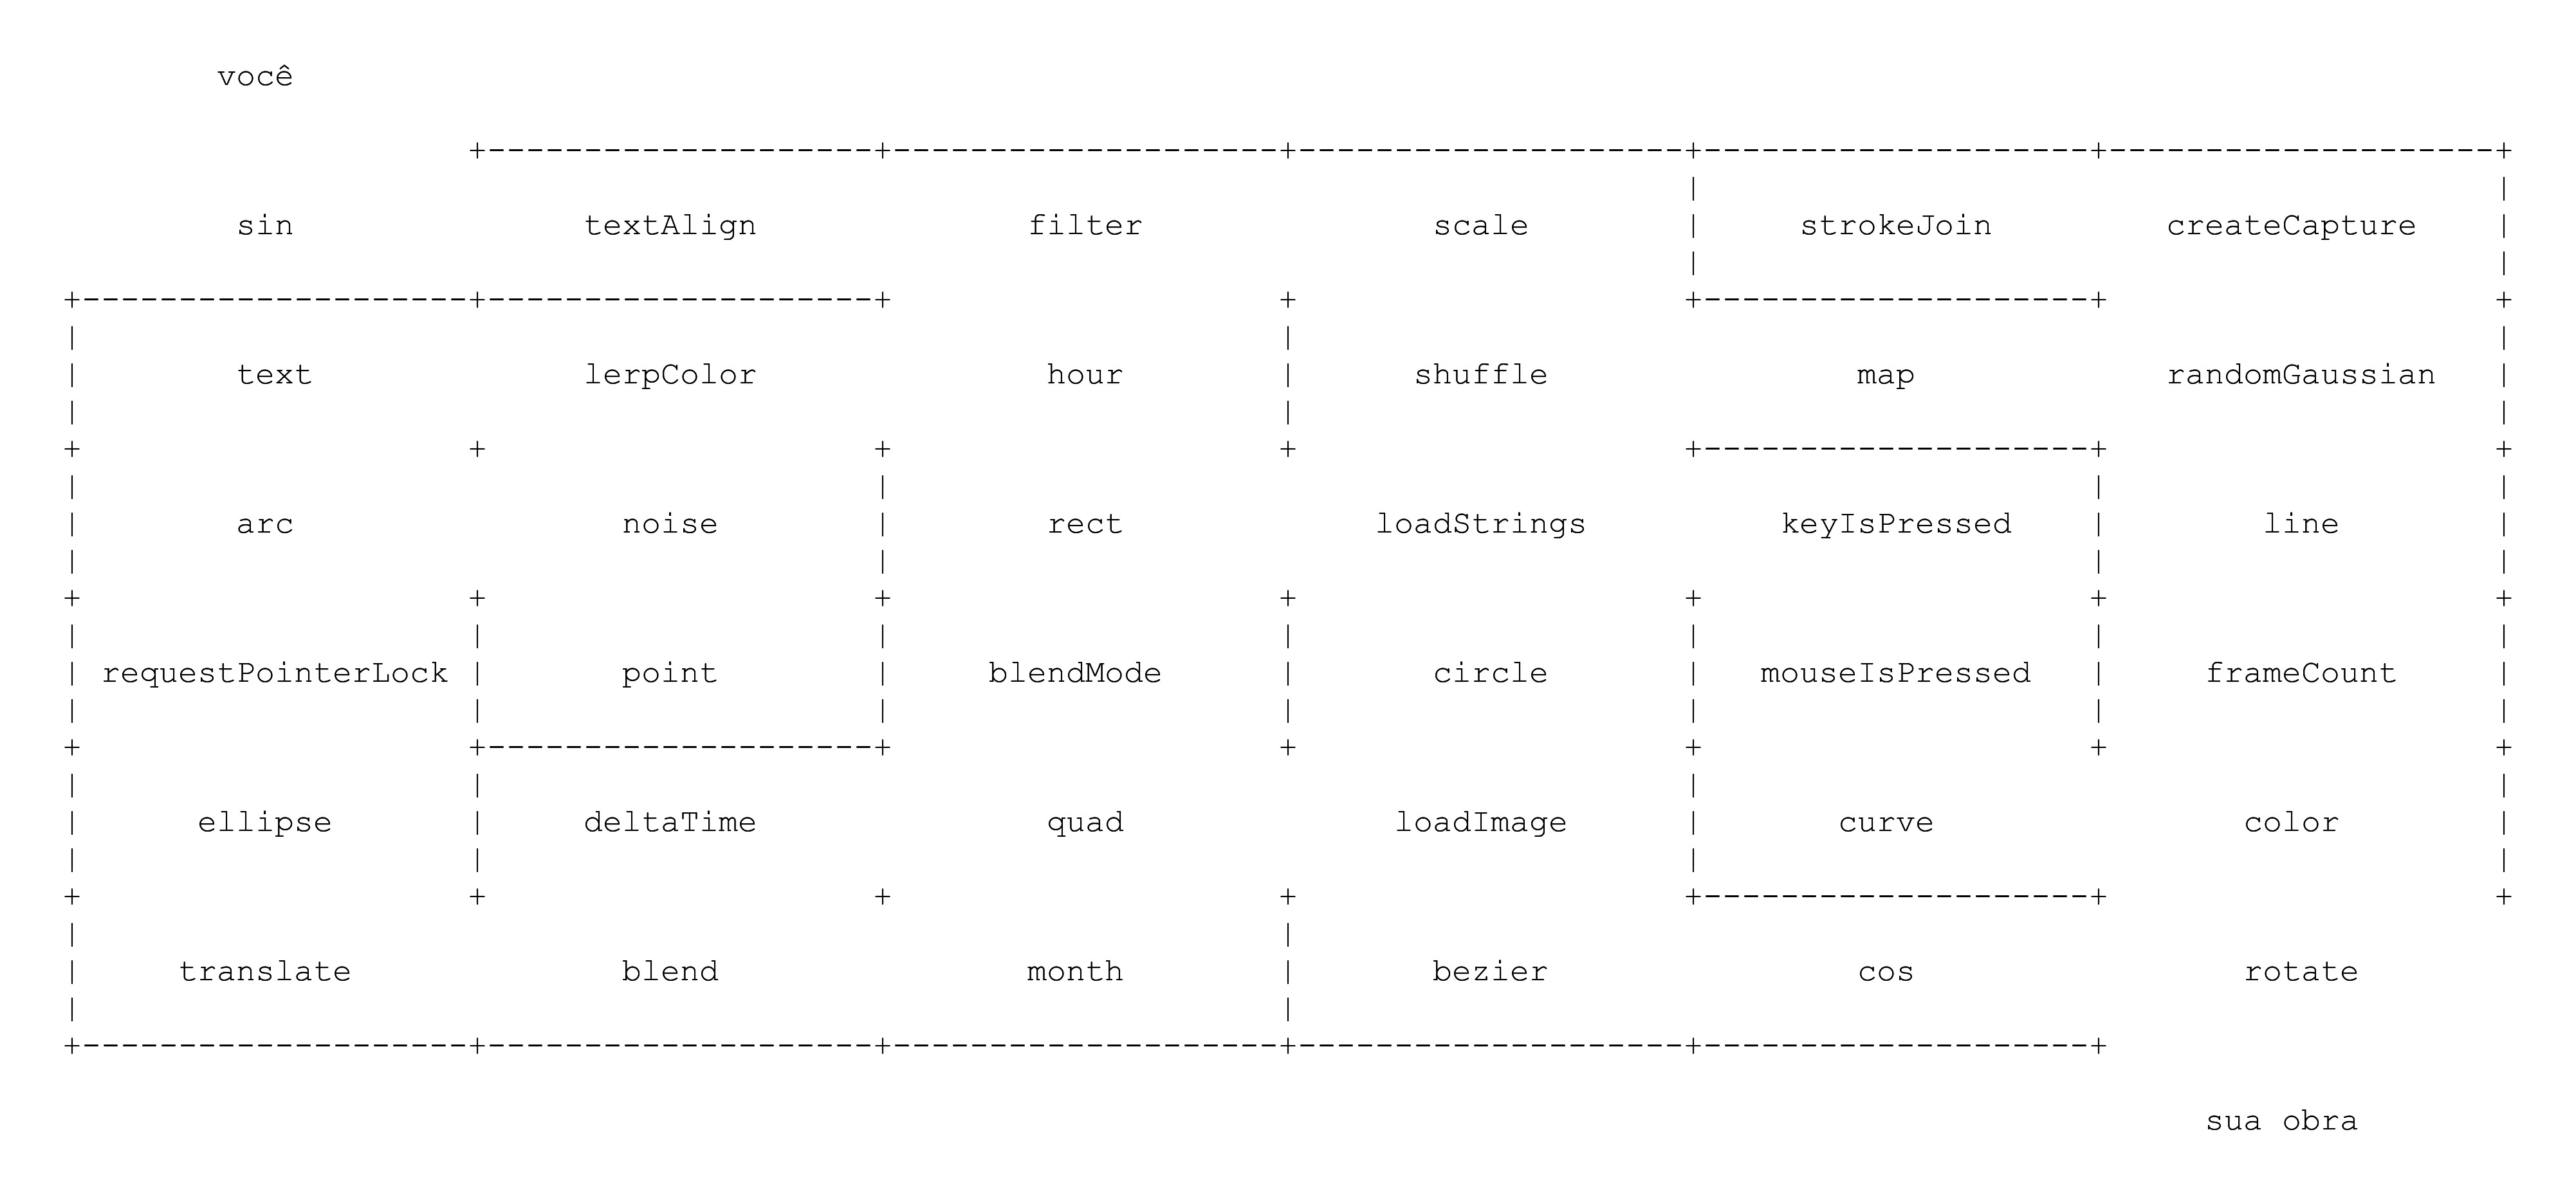 você
sin textAlign filter scale strokeJoin createCapture
text lerpColor hour shuffle map randomGaussian
arc noise rect loadStrings keyIsPressed line
requestPointerLock point blendMode circle mouseIsPressed frameCount
ellipse deltaTime quad loadImage curve color
translate blend month bezier cos rotate
sua obra